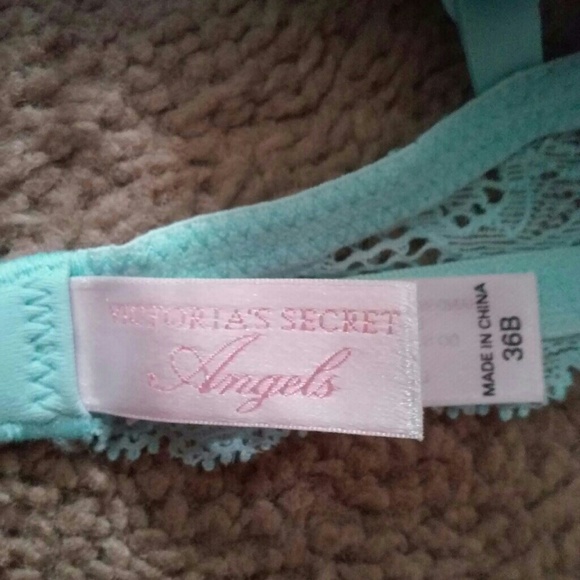 VICTORIA'S SECRET
Angels
MADE IN CHINA
36B